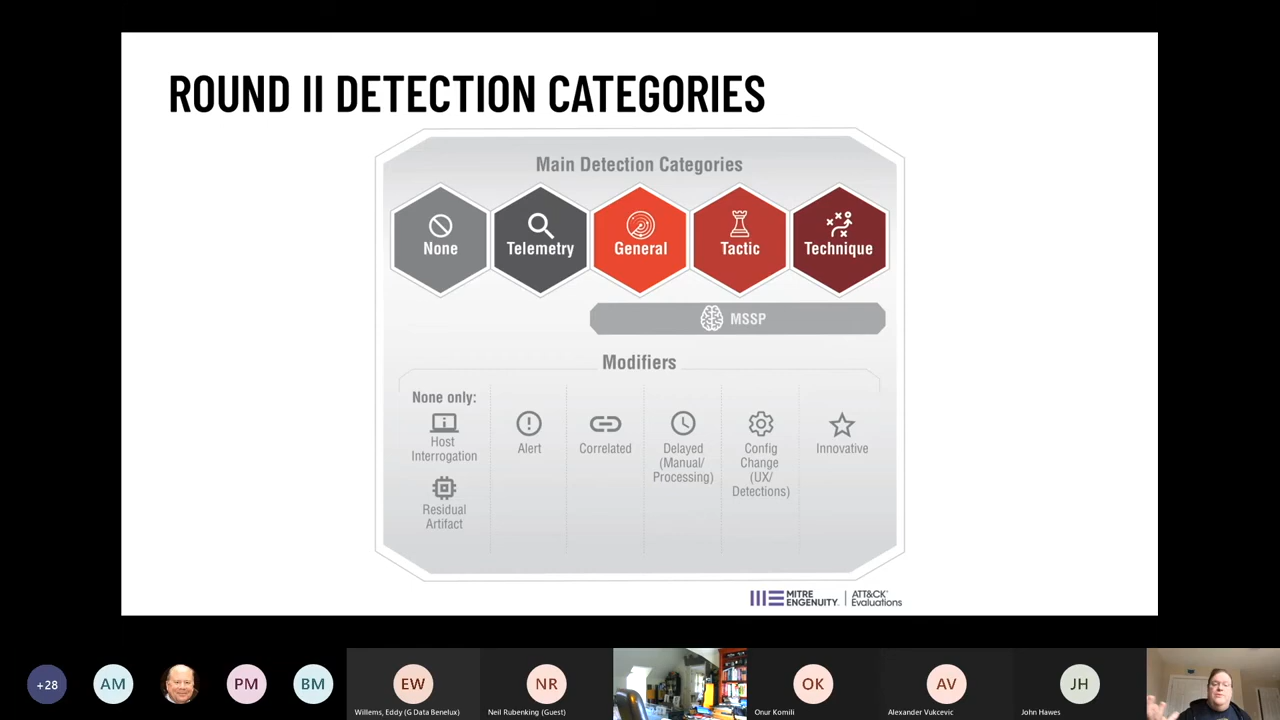 ROUND II DETECTION CATEGORIES
Main Detection Categories
None
Telemetry
General
Tactic
Technique
MSSP
Modifiers
None only:
Host
Interrogation
Residual
Artifact
Alert
Correlated
Delayed
(Manual/
Processing)
Config
Change
(UX/
Detections)
Innovative
MITRE
ENGENUITY.
ATT&CK®
Evaluations
+28
AM
PM
BM
EW
Willems, Eddy (G Data Benelux)
NR
Neil Rubenking (Guest)
OK
Onur Komili
AV
Alexander Vukcevic
JH
John Hawes